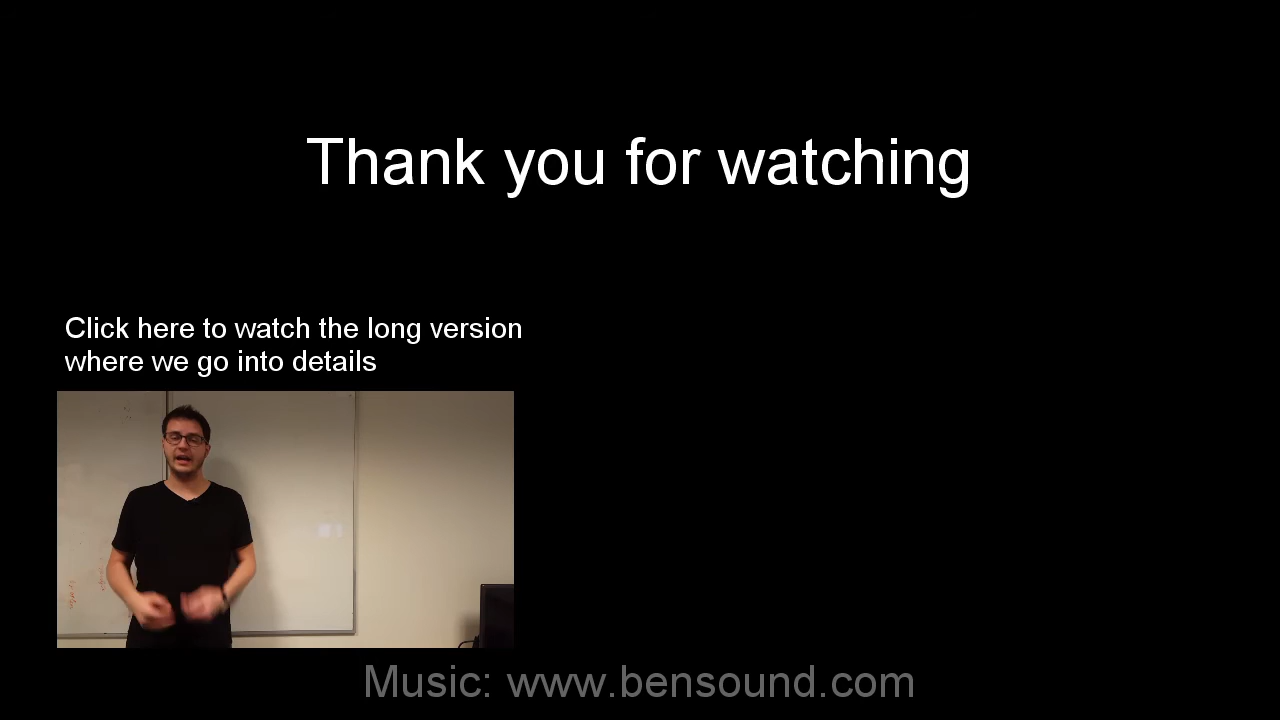 Thank you for watching
Click here to watch the long version
where we go into details
Music: www.bensound.com